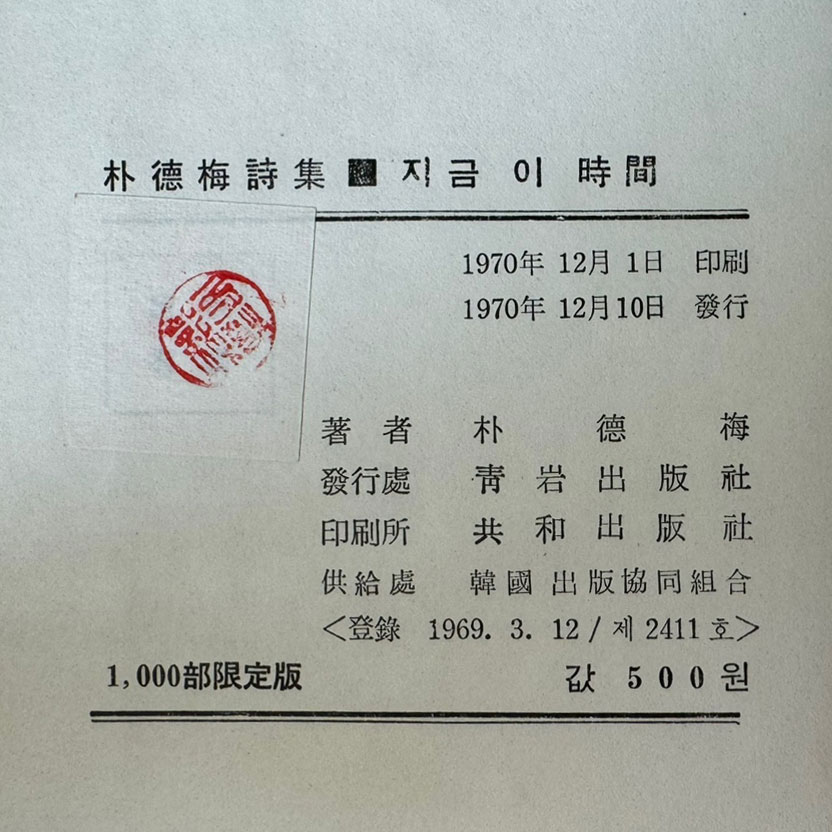 朴德梅詩集 ■ 지금 이 時間
1970年 12月 1日 印刷
1970年 12月 10日 發行
著者 朴德梅
發行處 靑岩出版社
印刷所 共和出版社
供給處 韓國出版協同組合
<登錄 1969. 3. 12 / 제 2411 호>
1,000部限定版 값 500원